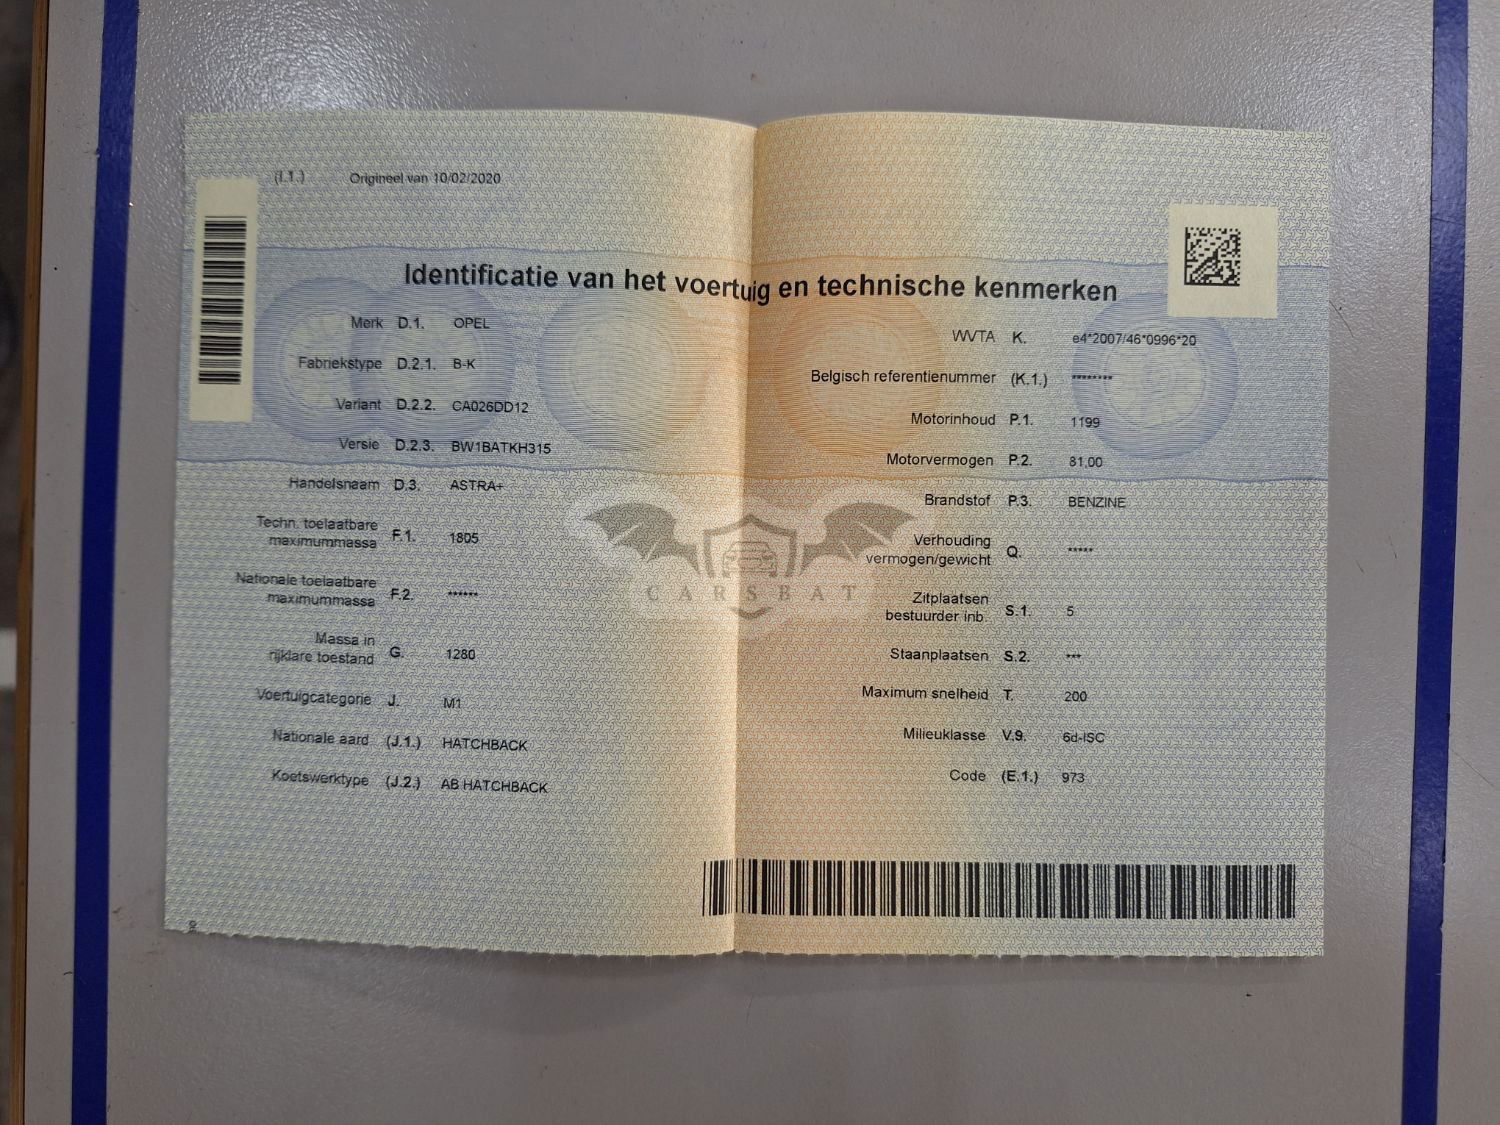 (I.1.) Origineel van 10/02/2020
Identificatie van het voertuig en technische kenmerken
Merk D.1. OPEL
Fabriekstype D.2.1. B-K
Variant D.2.2. CA026DD12
Versie D.2.3. BW1BATKH315
Handelsnaam D.3. ASTRA+
Techn. toelaatbare
maximummassa F.1. 1805
Nationale toelaatbare
maximummassa F.2. ******
Massa in
rijklare toestand G. 1280
Voertuigcategorie J. M1
Nationale aard (J.1.) HATCHBACK
Koetswerktype (J.2.) AB HATCHBACK
WVTA K. e4*2007/46*0996*20
Belgisch referentienummer (K.1.) ********
Motorinhoud P.1. 1199
Motorvermogen P.2. 81,00
Brandstof P.3. BENZINE
Verhouding
vermogen/gewicht Q. *****
Zitplaatsen
bestuurder inb. S.1. 5
Staanplaatsen S.2. ***
Maximum snelheid T. 200
Milieuklasse V.9. 6d-ISC
Code (E.1.) 973
CARSBAT